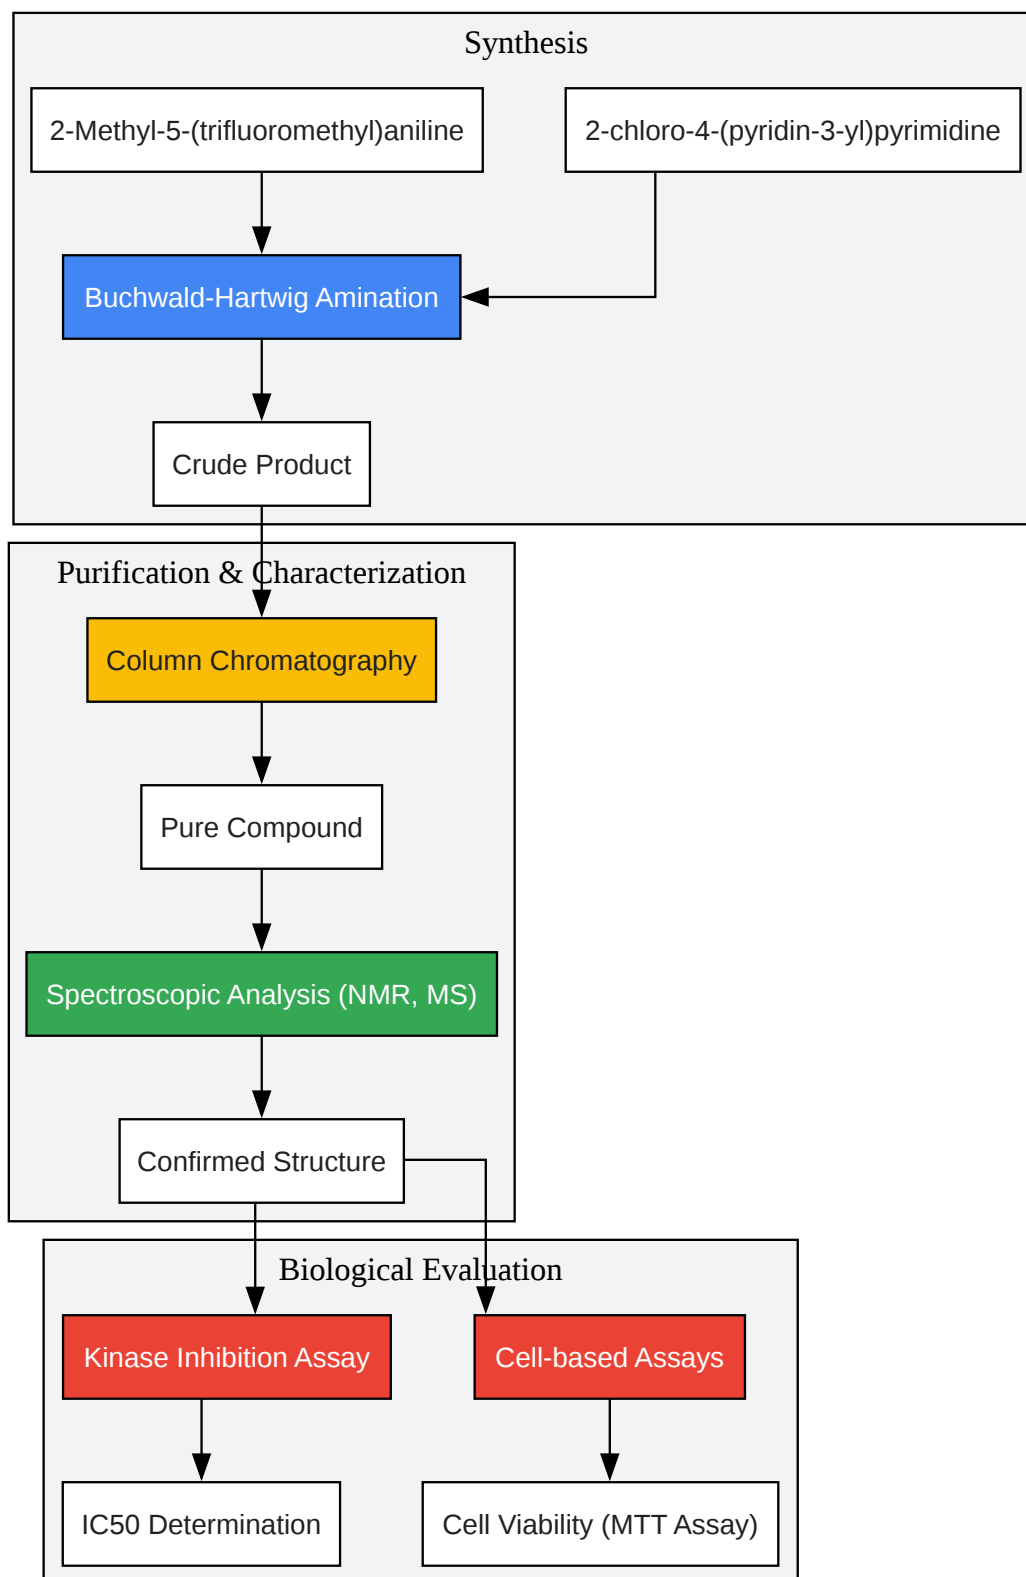 Synthesis
2-Methyl-5-(trifluoromethyl)aniline
2-chloro-4-(pyridin-3-yl)pyrimidine
Buchwald-Hartwig Amination
Crude Product
Purification & Characterization
Column Chromatography
Pure Compound
Spectroscopic Analysis (NMR, MS)
Confirmed Structure
Biological Evaluation
Kinase Inhibition Assay
Cell-based Assays
IC50 Determination
Cell Viability (MTT Assay)